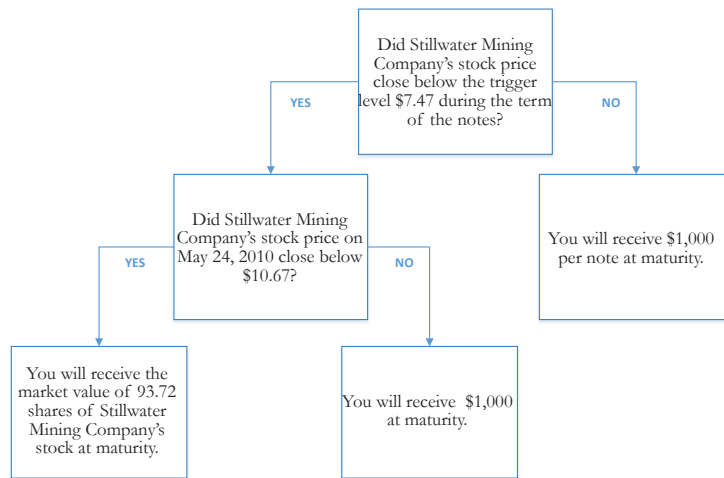 Did Stillwater Mining
Company's stock price
close below the trigger
level $7.47 during the term
of the notes?
YES
NO
Did Stillwater Mining
Company's stock price on
May 24, 2010 close below
$10.67?
You will receive $1,000
per note at maturity.
YES
NO
You will receive the
market value of 93.72
shares of Stillwater
Mining Company's
stock at maturity.
You will receive $1,000
at maturity.